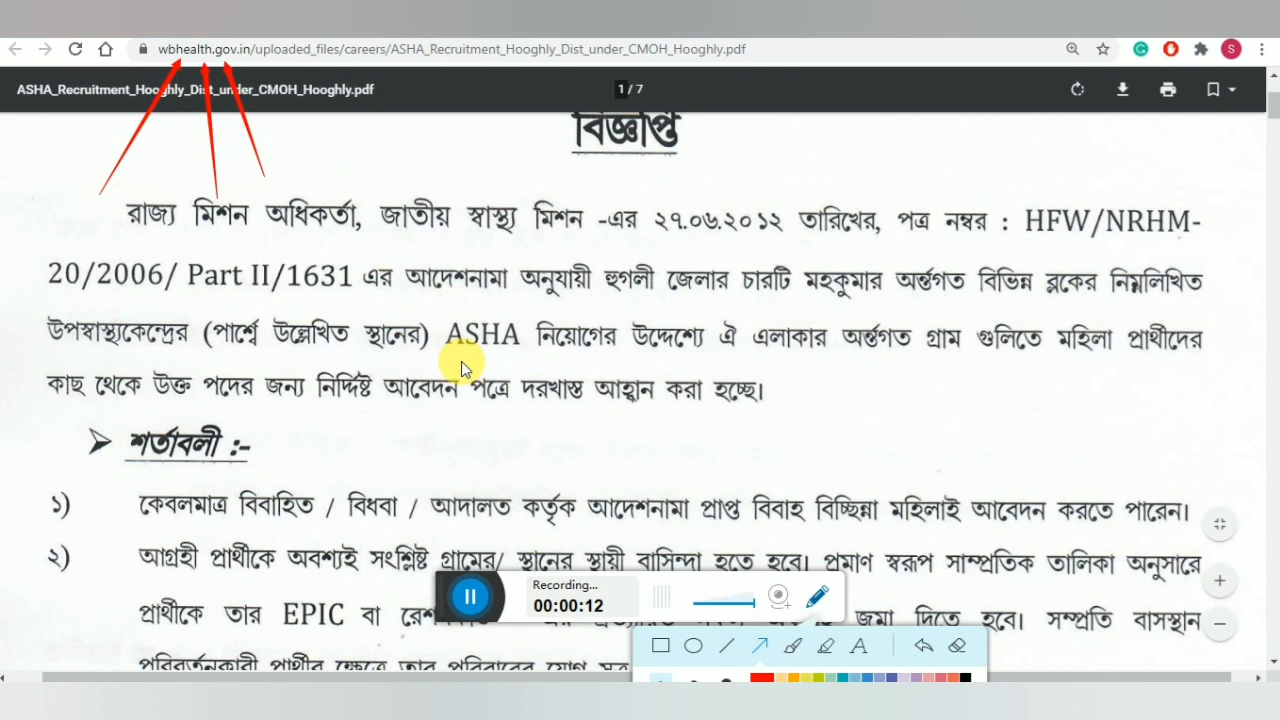 wbhealth.gov.in/uploaded_files/careers/ASHA_Recruitment_Hooghly_Dist_under_CMOH_Hooghly.pdf
S
ASHA_Recruitment_Hooghly_Dist_under_CMOH_Hooghly.pdf
1 / 7
বিজ্ঞপ্তি
রাজ্য মিশন অধিকর্তা, জাতীয় স্বাস্থ্য মিশন -এর ২৭.০৬.২০১২ তারিখের, পত্র নম্বর : HFW/NRHM-
20/2006/ Part II/1631 এর আদেশনামা অনুযায়ী হুগলী জেলার চারটি মহকুমার অর্ন্তগত বিভিন্ন ব্লকের নিম্নলিখিত
উপস্বাস্থ্যকেন্দ্রের (পার্শ্বে উল্লেখিত স্থানের) ASHA নিয়োগের উদ্দেশ্যে ঐ এলাকার অর্ন্তগত গ্রাম গুলিতে মহিলা প্রার্থীদের
কাছ থেকে উক্ত পদের জন্য নির্দ্দিষ্ট আবেদন পত্রে দরখাস্ত আহ্বান করা হচ্ছে।
➢ শর্তাবলী :-
১) কেবলমাত্র বিবাহিত / বিধবা / আদালত কর্তৃক আদেশনামা প্রাপ্ত বিবাহ বিচ্ছিন্না মহিলাই আবেদন করতে পারেন।
২) আগ্রহী প্রার্থীকে অবশ্যই সংশ্লিষ্ট গ্রামের/ স্থানের স্থায়ী বাসিন্দা হতে হবে। প্রমাণ স্বরূপ সাম্প্রতিক তালিকা অনুসারে
প্রার্থীকে তার EPIC বা জমা দিতে হবে। সম্প্রতি বাসস্থান
পরিবর্তনকারী প্রার্থীর ক্ষেত্রে তার পরিবারের
Recording...
00:00:12
A